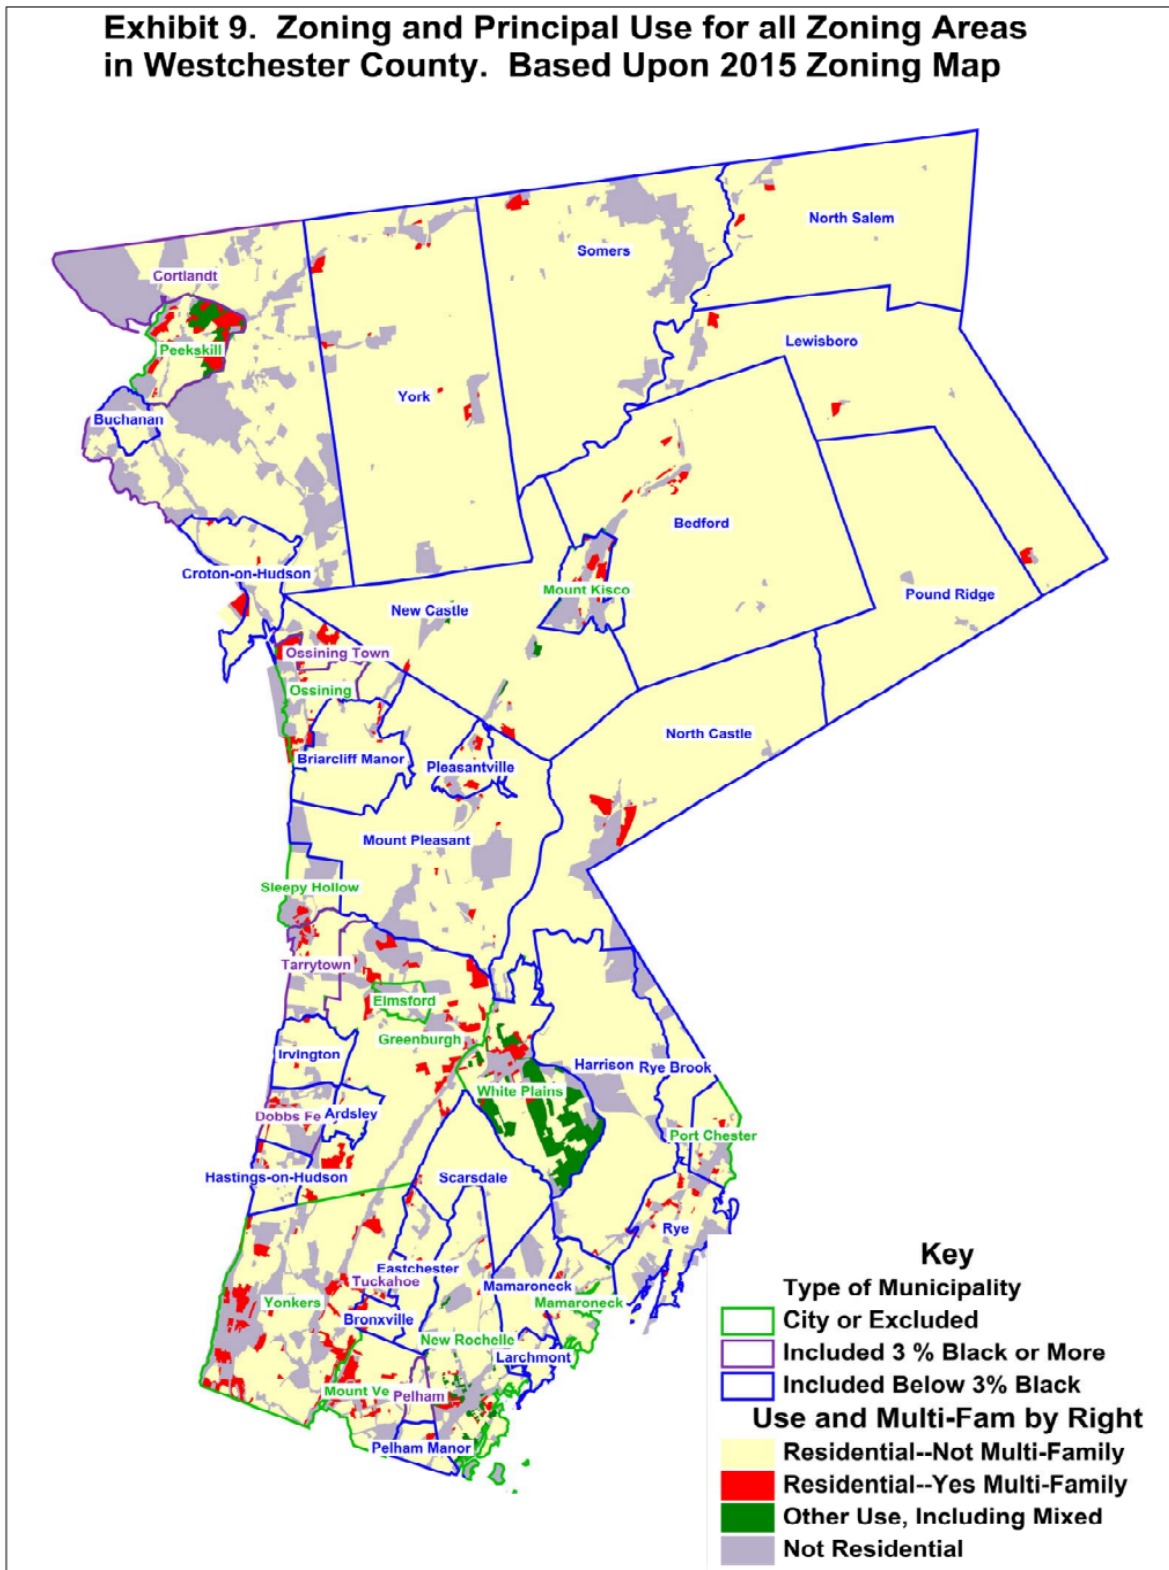 Exhibit 9. Zoning and Principal Use for all Zoning Areas
in Westchester County. Based Upon 2015 Zoning Map
North Salem
Somers
Cortlandt
Lewisboro
Peekskill
York
Buchanan
Bedford
Croton-on-Hudson
Mount Kisco
Pound Ridge
New Castle
Ossining Town
Ossining
North Castle
Briarcliff Manor
Pleasantville
Mount Pleasant
Sleepy Hollow
Tarrytown
Elmsford
Greenburgh
Irvington
Harrison
Rye Brook
White Plains
Dobbs Fe
Ardsley
Port Chester
Hastings-on-Hudson
Scarsdale
Rye
Eastchester
Tuckahoe
Mamaroneck
Yonkers
Mamaroneck
Bronxville
New Rochelle
Larchmont
Mount Ve
Pelham
Pelham Manor
Key
Type of Municipality
City or Excluded
Included 3 % Black or More
Included Below 3% Black
Use and Multi-Fam by Right
Residential--Not Multi-Family
Residential--Yes Multi-Family
Other Use, Including Mixed
Not Residential